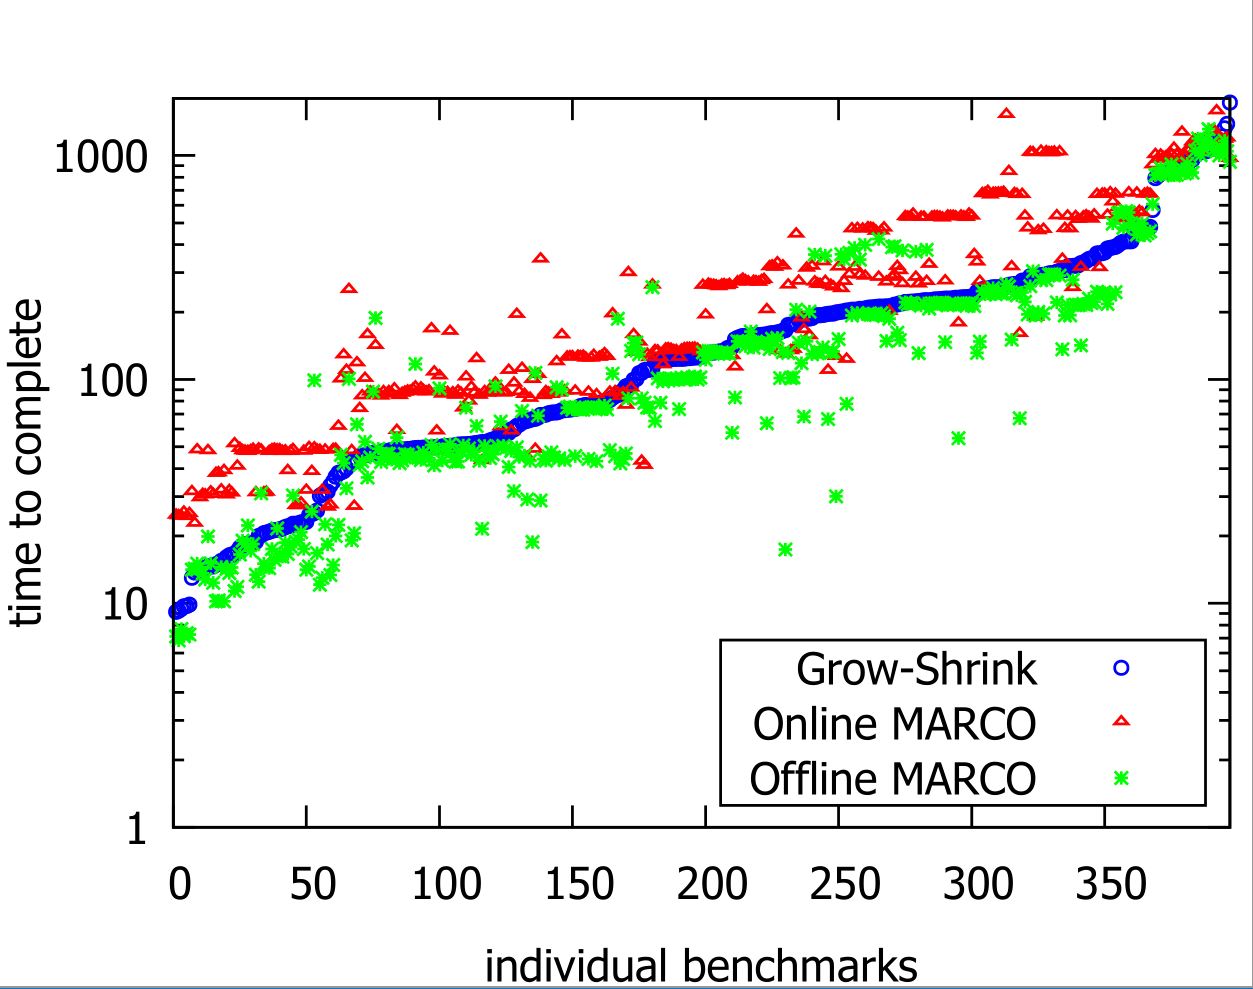 time to complete
1000
100
10
1
Grow-Shrink
Online MARCO
Offline MARCO
0 50 100 150 200 250 300 350
individual benchmarks